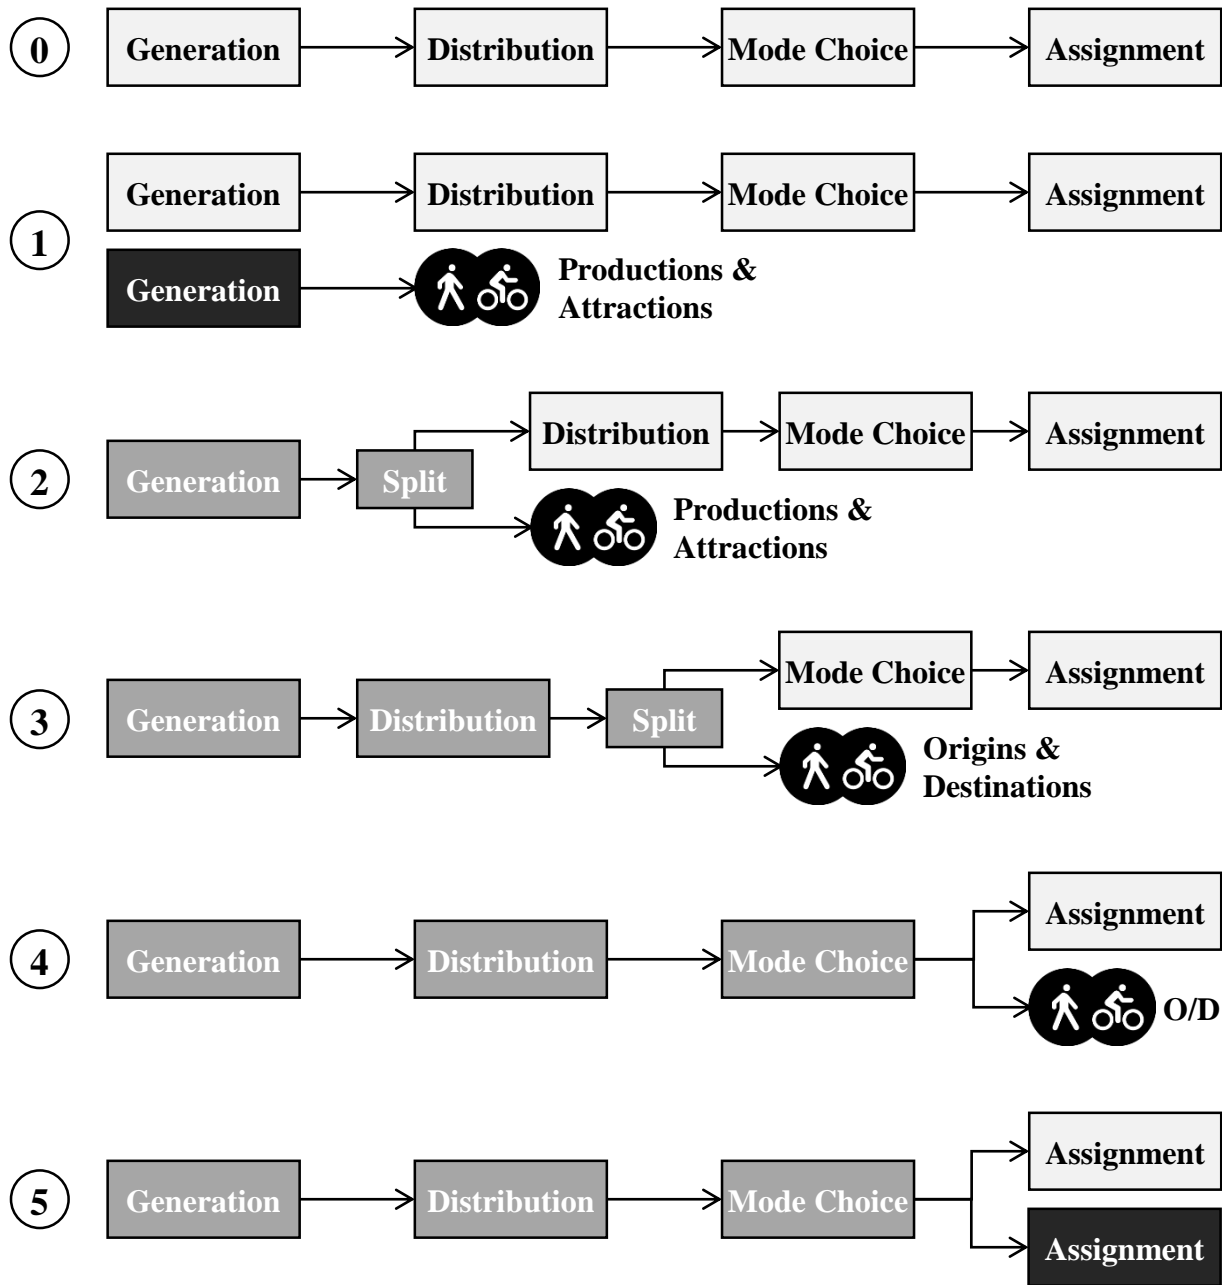 0
Generation
Distribution
Mode Choice
Assignment
1
Generation
Distribution
Mode Choice
Assignment
Generation
Productions &
Attractions
2
Generation
Split
Distribution
Mode Choice
Assignment
Productions &
Attractions
3
Generation
Distribution
Split
Mode Choice
Assignment
Origins &
Destinations
4
Generation
Distribution
Mode Choice
Assignment
O/D
5
Generation
Distribution
Mode Choice
Assignment
Assignment